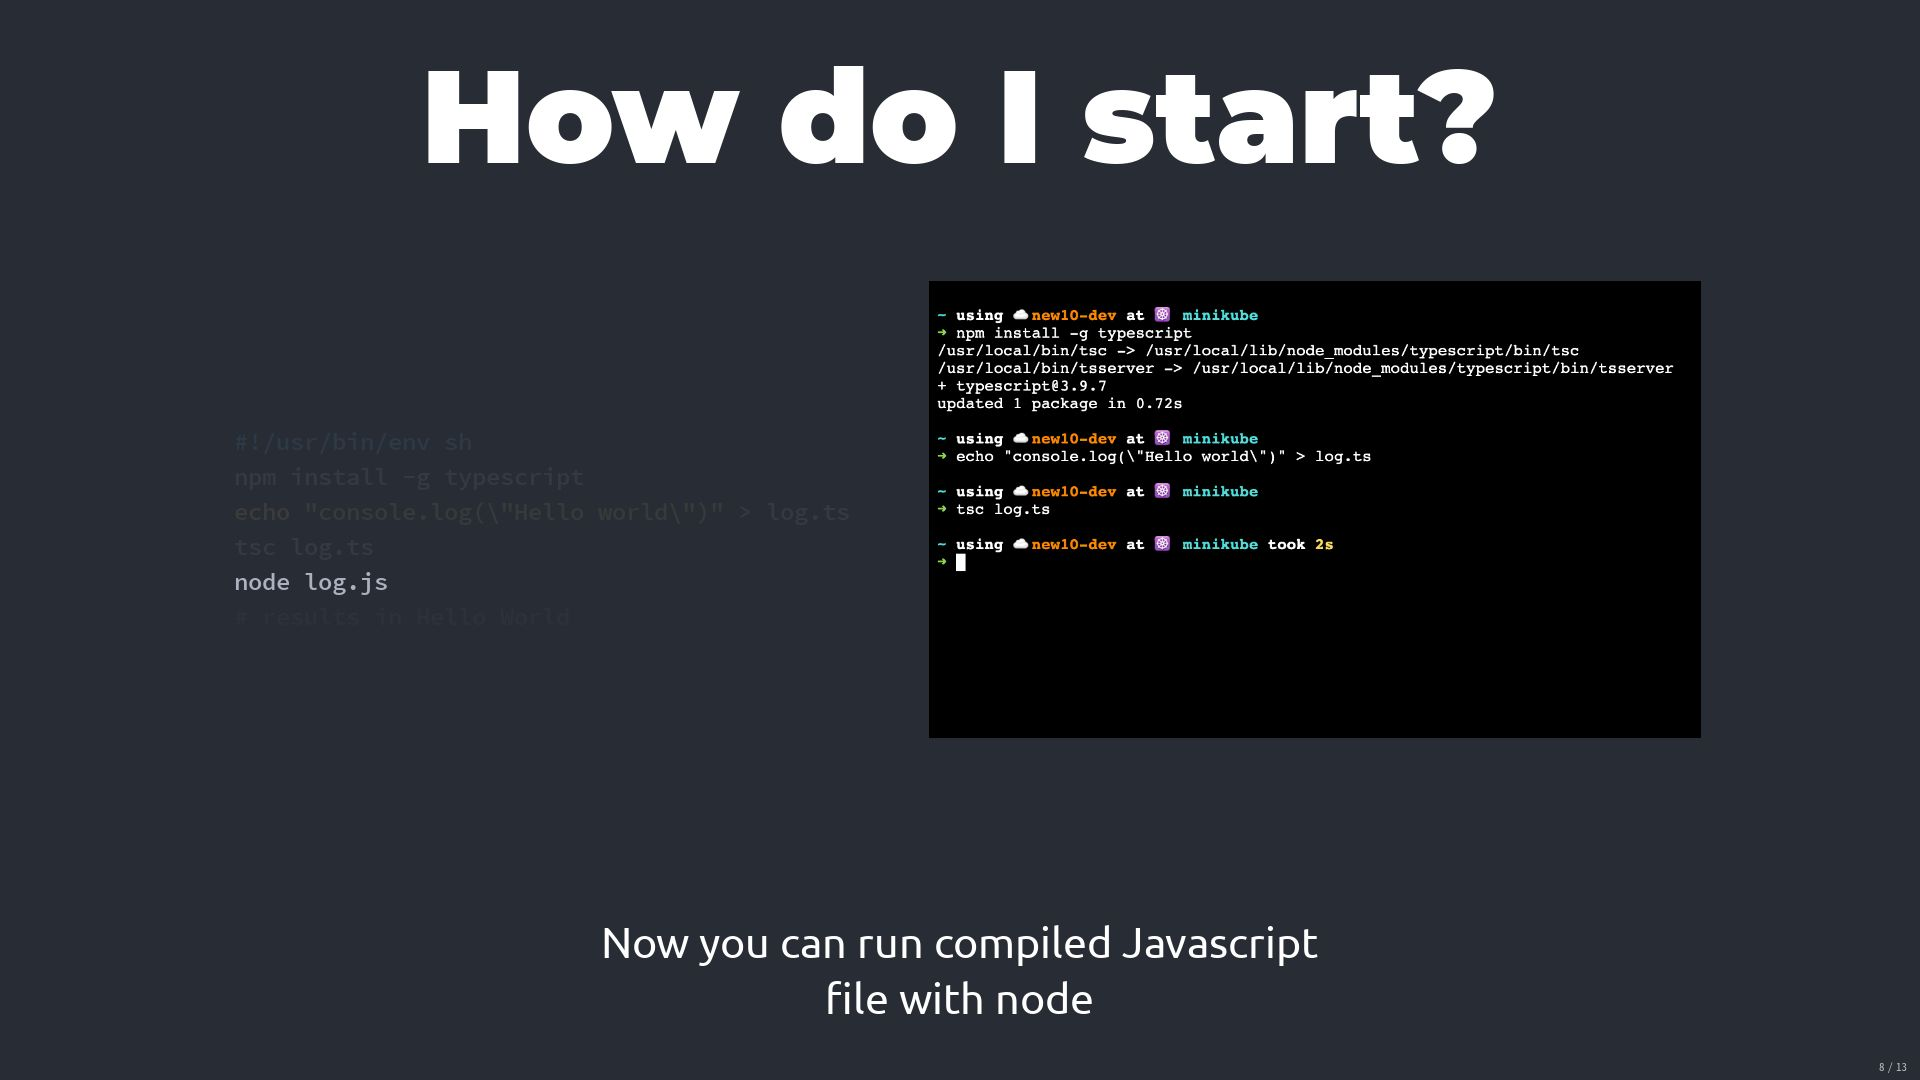 How do I start?
#!/usr/bin/env sh
npm install -g typescript
echo "console.log(\"Hello world\")" > log.ts
tsc log.ts
node log.js
# results in Hello World
~ using ☁️new10-dev at ☸️ minikube
➜ npm install -g typescript
/usr/local/bin/tsc -> /usr/local/lib/node_modules/typescript/bin/tsc
/usr/local/bin/tsserver -> /usr/local/lib/node_modules/typescript/bin/tsserver
+ typescript@3.9.7
updated 1 package in 0.72s
~ using ☁️new10-dev at ☸️ minikube
➜ echo "console.log(\"Hello world\")" > log.ts
~ using ☁️new10-dev at ☸️ minikube
➜ tsc log.ts
~ using ☁️new10-dev at ☸️ minikube took 2s
➜
Now you can run compiled Javascript
file with node
8 / 13